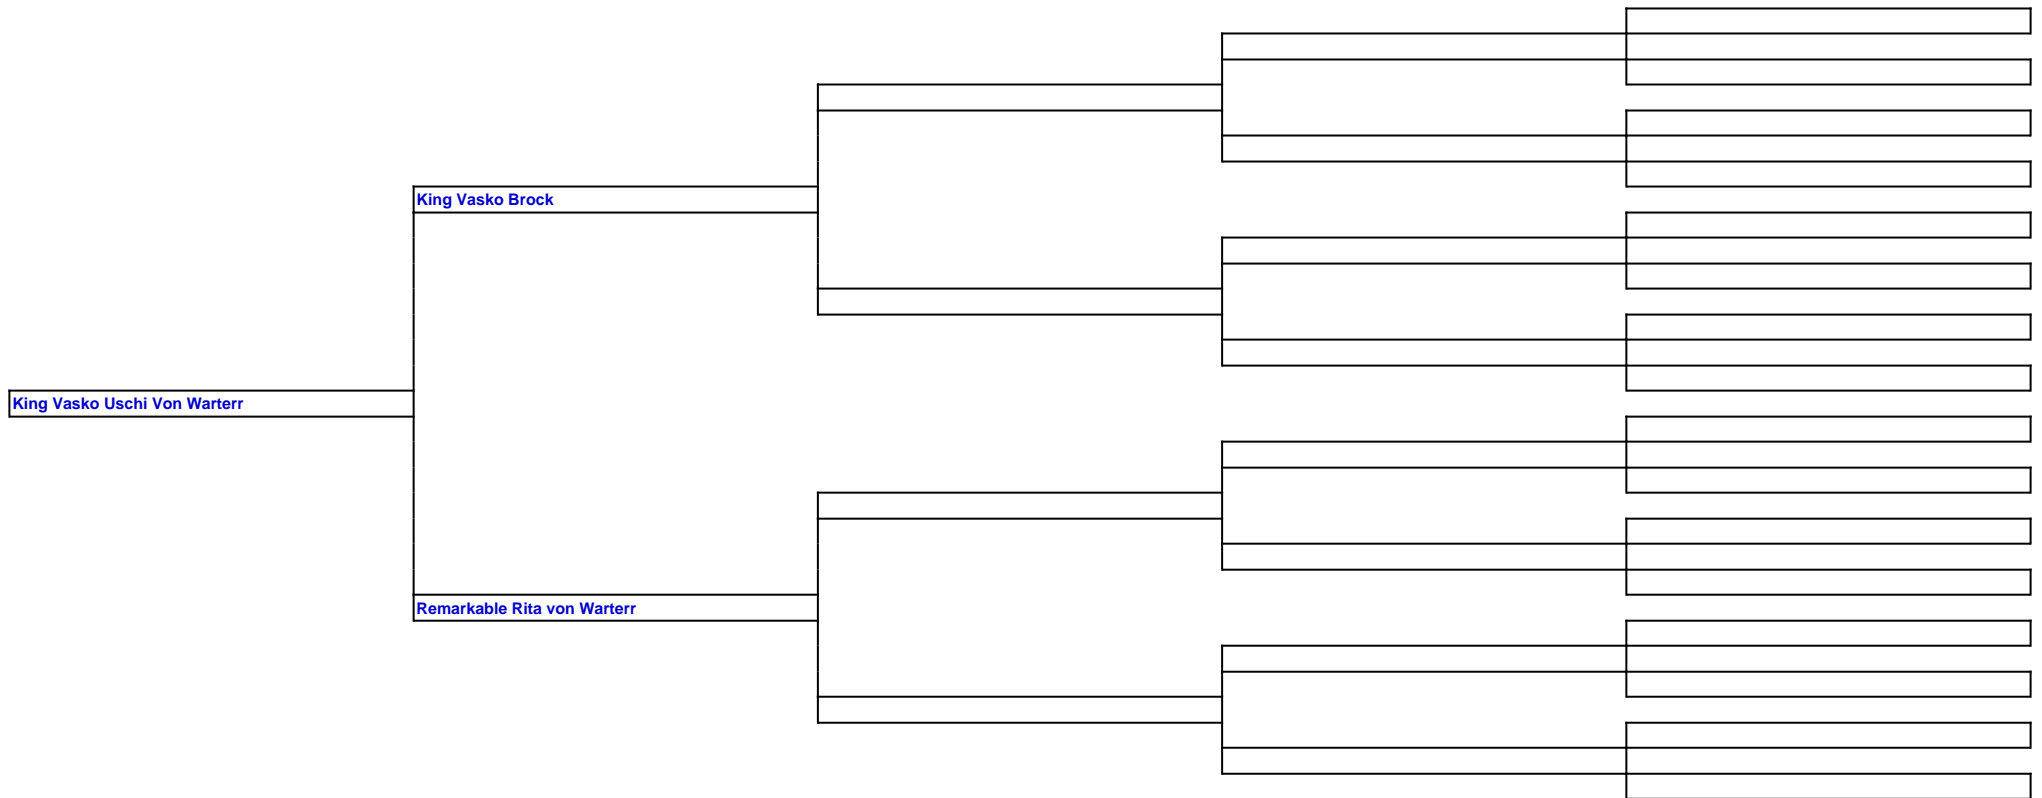 King Vasko Brock
King Vasko Uschi Von Warterr
Remarkable Rita von Warterr